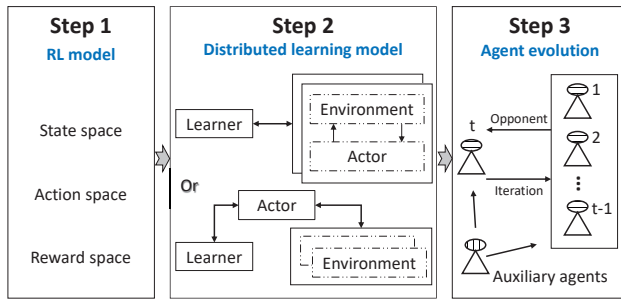 Step 1
RL model
State space
Action space
Reward space
Step 2
Distributed learning model
Learner
Environment
Actor
Or
Actor
Learner
Environment
Step 3
Agent evolution
t
Opponent
Iteration
1
2
⋮
t-1
Auxiliary agents